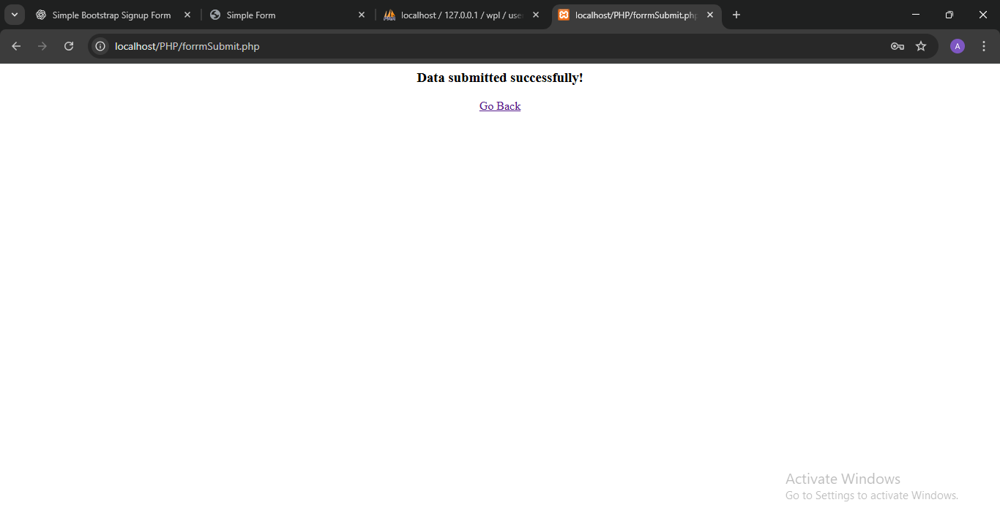 Simple Bootstrap Signup Form
Simple Form
localhost / 127.0.0.1 / wpl / use
localhost/PHP/forrmSubmit.php
localhost/PHP/forrmSubmit.php
A
Data submitted successfully!
Go Back
Activate Windows
Go to Settings to activate Windows.